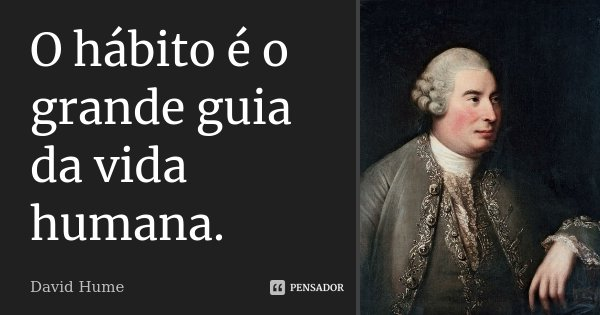 O hábito é o
grande guia
da vida
humana.
David Hume
PENSADOR